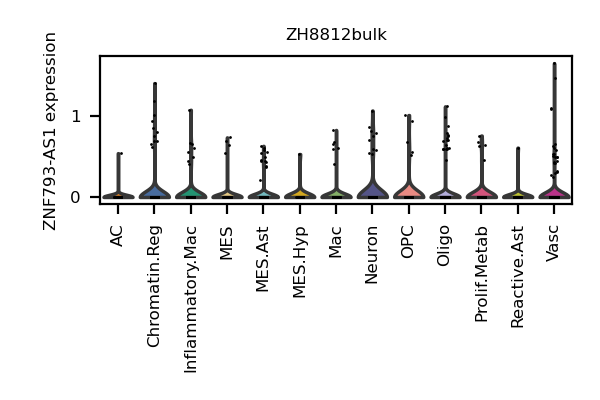 ZH8812bulk
ZNF793-AS1 expression
1
0
AC
Chromatin.Reg
Inflammatory.Mac
MES
MES.Ast
MES.Hyp
Mac
Neuron
OPC
Oligo
Prolif.Metab
Reactive.Ast
Vasc